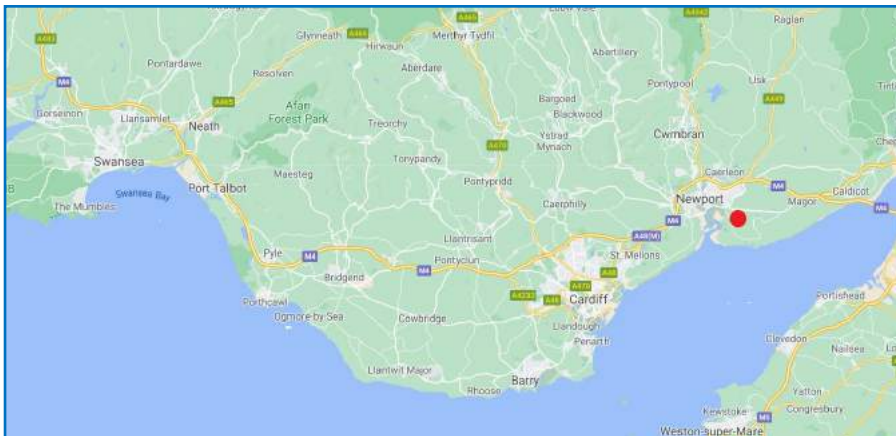 A465
Raglan
A4042
Glynneath
A465
Merthyr Tydfil
Hirwaun
A483
Abertillery
Pontardawe
Resolven
Aberdare
Pontypool
Usk
A449
M4
Bargoed
Blackwood
Gorseinon
Llansamlet
A465
Neath
Afan
Forest Park
Treorchy
A470
Ystrad
Mynach
Cwmbran
Swansea
Tonypandy
Caerleon
Maesteg
Pontypridd
M4
Caldicot
Port Talbot
Swansea Bay
Caerphilly
Newport
Magor
M4
The Mumbles
M4
A48(M)
Llantrisant
Pyle
M4
Pontyclun
St. Mellons
M4
Bridgend
A48
A470
Porthcawl
A4232
A48
Cardiff
Portishead
Ogmore-by-Sea
Cowbridge
Llandough
Clevedon
Penarth
Nailsea
Llantwit Major
Barry
Rhoose
Yatton
Kewstoke
Congresbury
M5
Weston-super-Mare